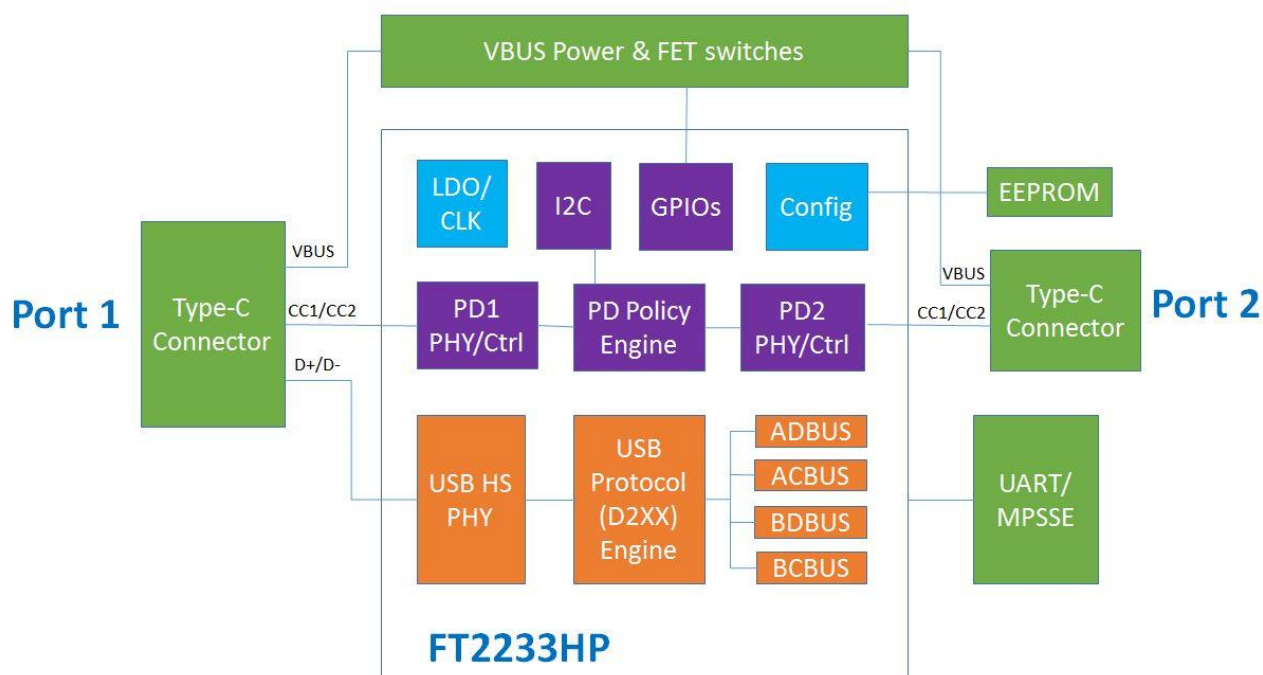 VBUS Power & FET switches
LDO/
CLK
I2C
GPIOs
Config
EEPROM
VBUS
VBUS
Port 1
Type-C
Connector
CC1/CC2
PD1
PHY/Ctrl
PD Policy
Engine
PD2
PHY/Ctrl
CC1/CC2
Type-C
Connector
Port 2
D+/D-
USB HS
PHY
USB
Protocol
(D2XX)
Engine
ADBUS
ACBUS
BDBUS
BCBUS
UART/
MPSSE
FT2233HP